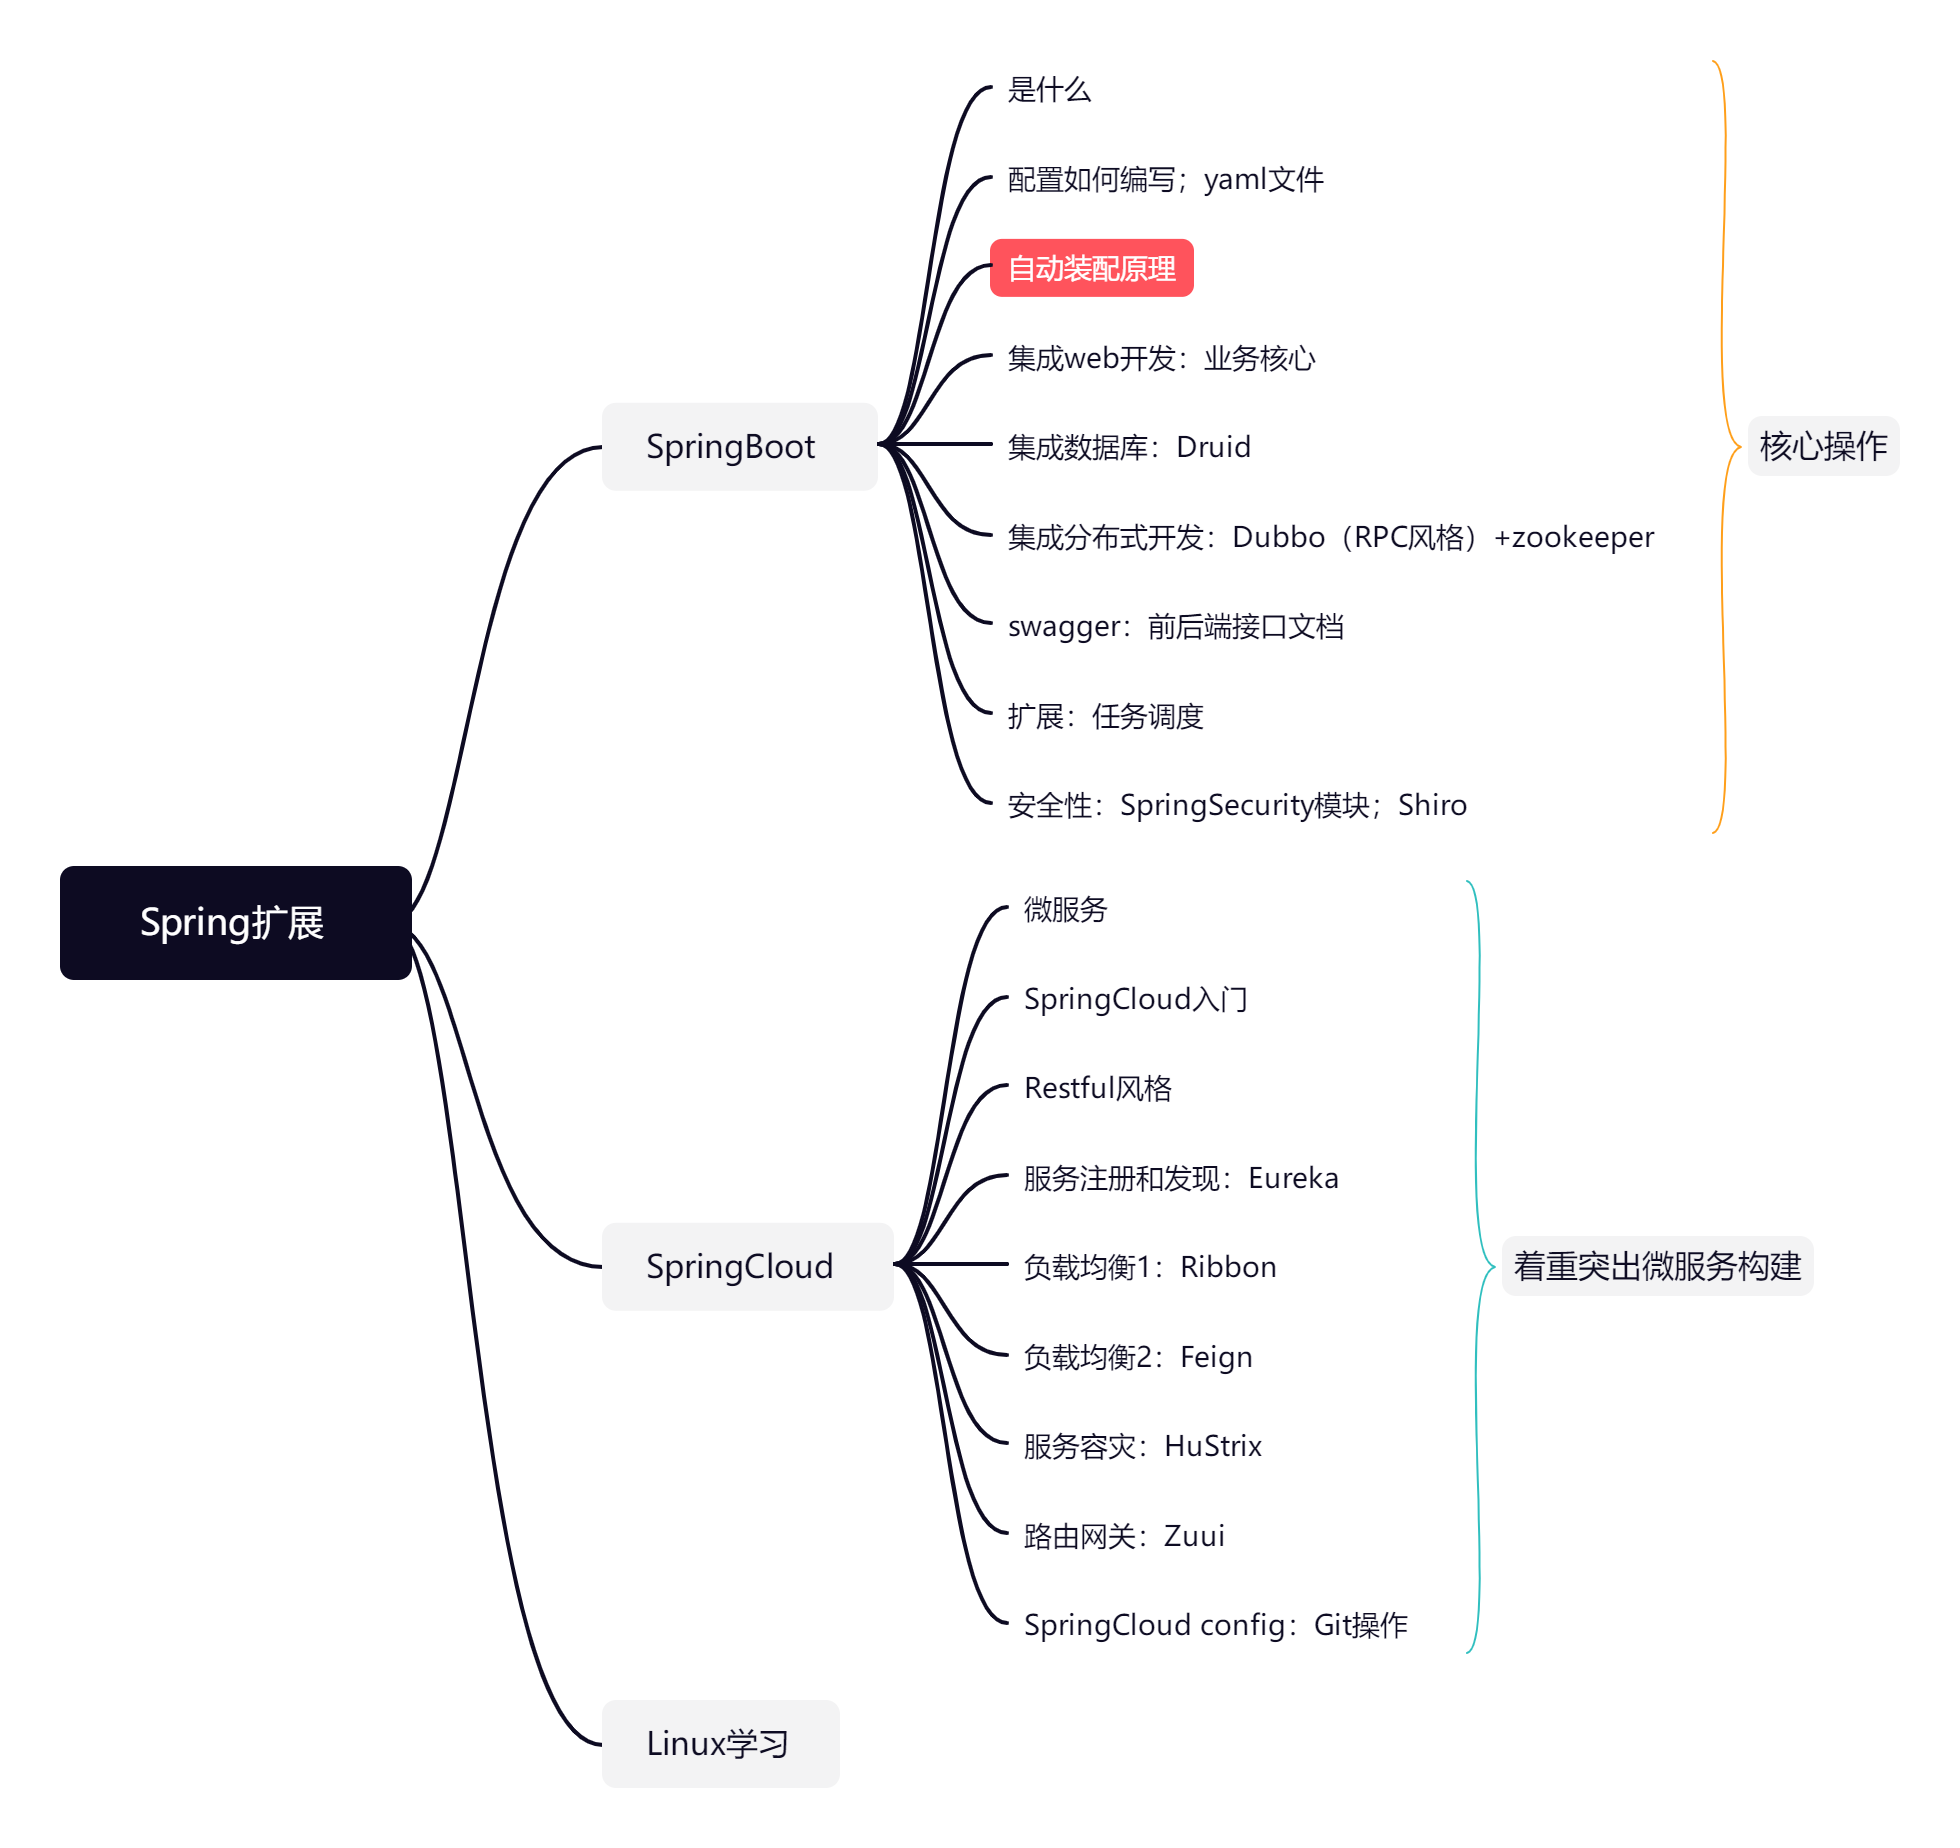 是什么
配置如何编写；yaml文件
自动装配原理
集成web开发：业务核心
SpringBoot
集成数据库：Druid
核心操作
集成分布式开发：Dubbo（RPC风格）+zookeeper
swagger：前后端接口文档
扩展：任务调度
安全性：SpringSecurity模块；Shiro
Spring扩展
微服务
SpringCloud入门
Restful风格
服务注册和发现：Eureka
SpringCloud
负载均衡1：Ribbon
着重突出微服务构建
负载均衡2：Feign
服务容灾：HuStrix
路由网关：Zuui
SpringCloud config：Git操作
Linux学习